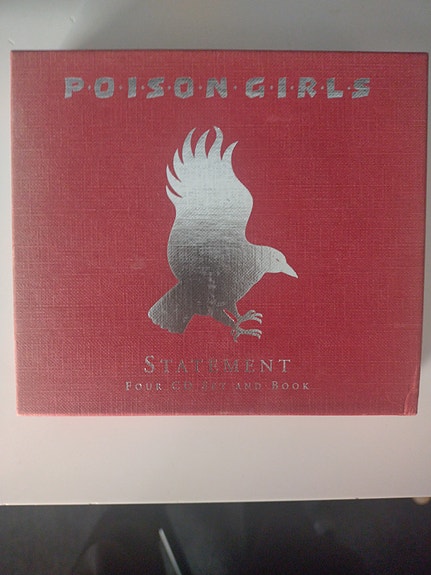 P·O·I·S·O·N·G·I·R·L·S
STATEMENT
FOUR CD SET AND BOOK